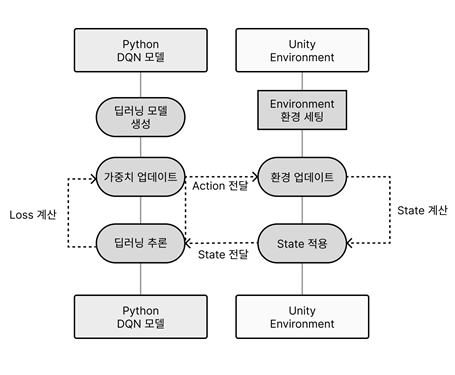 Python
DQN 모델
Unity
Environment
딥러닝 모델
생성
Environment
환경 세팅
가중치 업데이트
Action 전달
환경 업데이트
Loss 계산
State 계산
딥러닝 추론
State 전달
State 적용
Python
DQN 모델
Unity
Environment